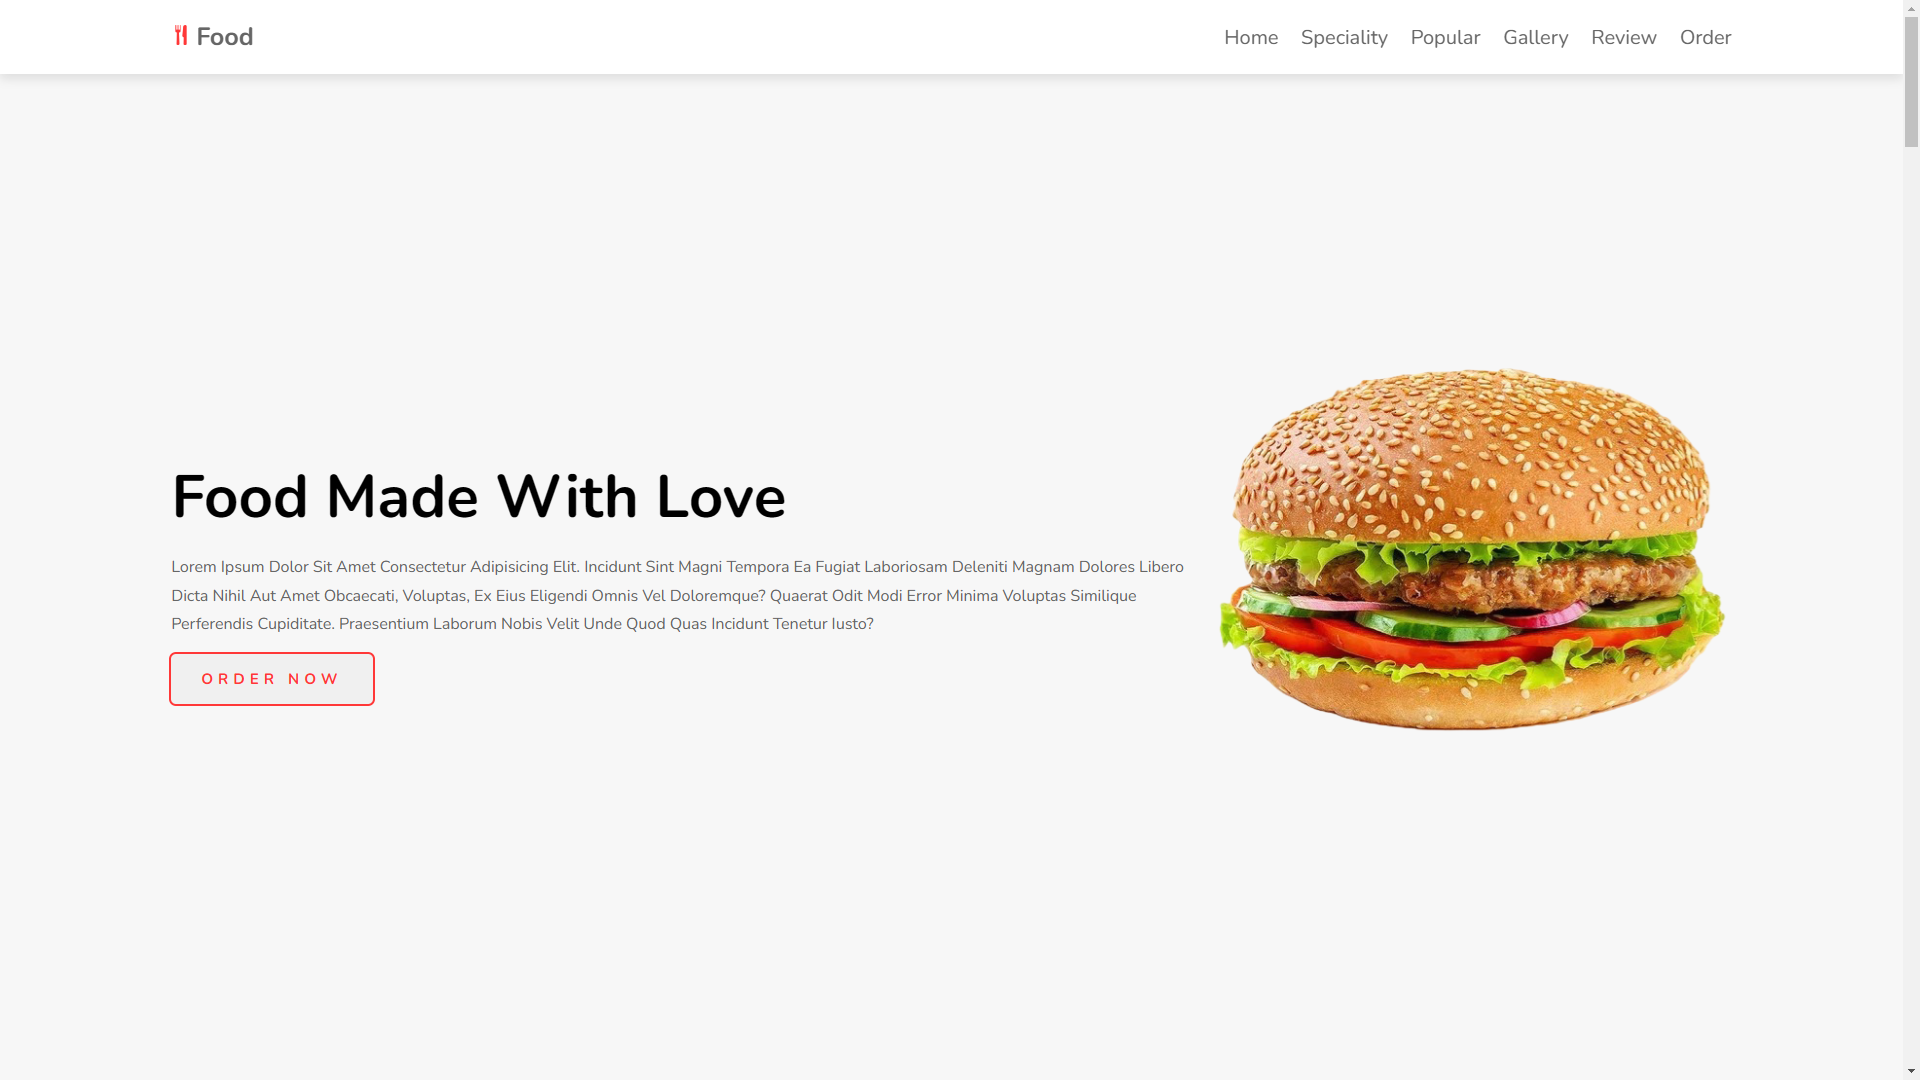 Food
Home Speciality Popular Gallery Review Order
Food Made With Love
Lorem Ipsum Dolor Sit Amet Consectetur Adipisicing Elit. Incidunt Sint Magni Tempora Ea Fugiat Laboriosam Deleniti Magnam Dolores Libero
Dicta Nihil Aut Amet Obcaecati, Voluptas, Ex Eius Eligendi Omnis Vel Doloremque? Quaerat Odit Modi Error Minima Voluptas Similique
Perferendis Cupiditate. Praesentium Laborum Nobis Velit Unde Quod Quas Incidunt Tenetur Iusto?
ORDER NOW